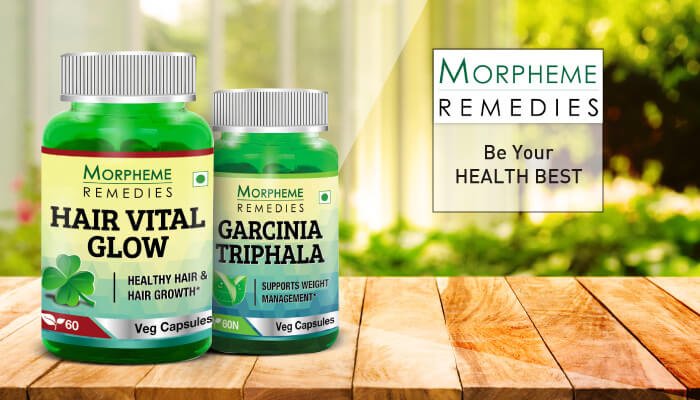 MORPHEME
REMEDIES
HAIR VITAL
GLOW
HEALTHY HAIR &
HAIR GROWTH*
60
Veg Capsules
MORPHEME
REMEDIES
GARCINIA
TRIPHALA
SUPPORTS WEIGHT
MANAGEMENT*
60N
Veg Capsules
MORPHEME
REMEDIES
Be Your
HEALTH BEST